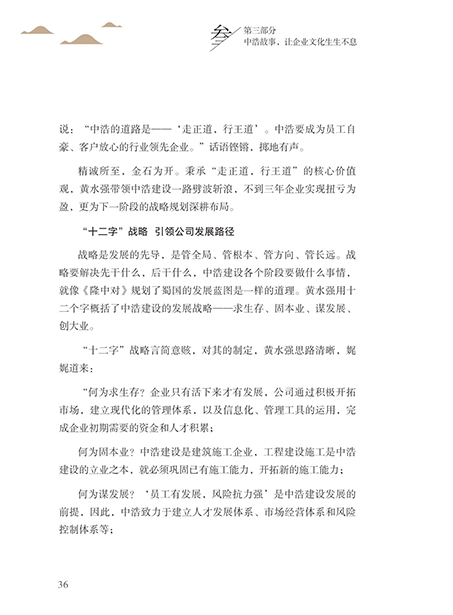 叁
第三部分
中浩故事，让企业文化生生不息
说：“中浩的道路是——‘走正道，行王道’。中浩要成为员工自
豪、客户放心的行业领先企业。”话语铿锵，掷地有声。
精诚所至，金石为开。秉承“走正道，行王道”的核心价值
观，黄水强带领中浩建设一路劈波斩浪，不到三年企业实现扭亏为
盈，更为下一阶段的战略规划深耕布局。
“十二字”战略 引领公司发展路径
战略是发展的先导，是管全局、管根本、管方向、管长远。战
略要解决先干什么，后干什么，中浩建设各个阶段要做什么事情，
就像《隆中对》规划了蜀国的发展蓝图是一样的道理。黄水强用十
二个字概括了中浩建设的发展战略——求生存、固本业、谋发展、
创大业。
“十二字”战略言简意赅，对其的制定，黄水强思路清晰，娓
娓道来：
“何为求生存？企业只有活下来才有发展，公司通过积极开拓
市场，建立现代化的管理体系，以及信息化、管理工具的运用，完
成企业初期需要的资金和人才积累；
何为固本业？中浩建设是建筑施工企业，工程建设施工是中浩
建设的立业之本，就必须巩固已有施工能力，开拓新的施工能力；
何为谋发展？‘员工有发展，风险抗力强’是中浩建设发展的
前提，因此，中浩致力于建立人才发展体系、市场经营体系和风险
控制体系等；
36